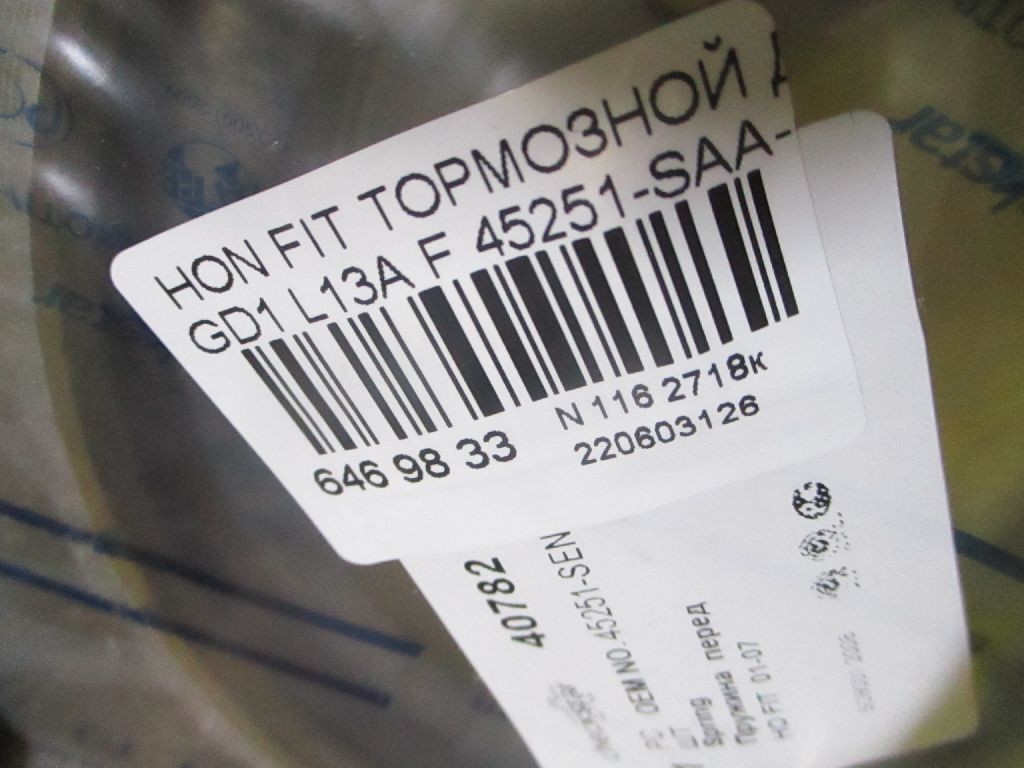 HON FIT ТОРМОЗНОЙ
GD1 L13A F 45251-SAA-
646 98 33
N 116 2718к
220603126
40782
OEM NO. 45251-SEN
Spring
Пружина перед
HO FIT 01-07